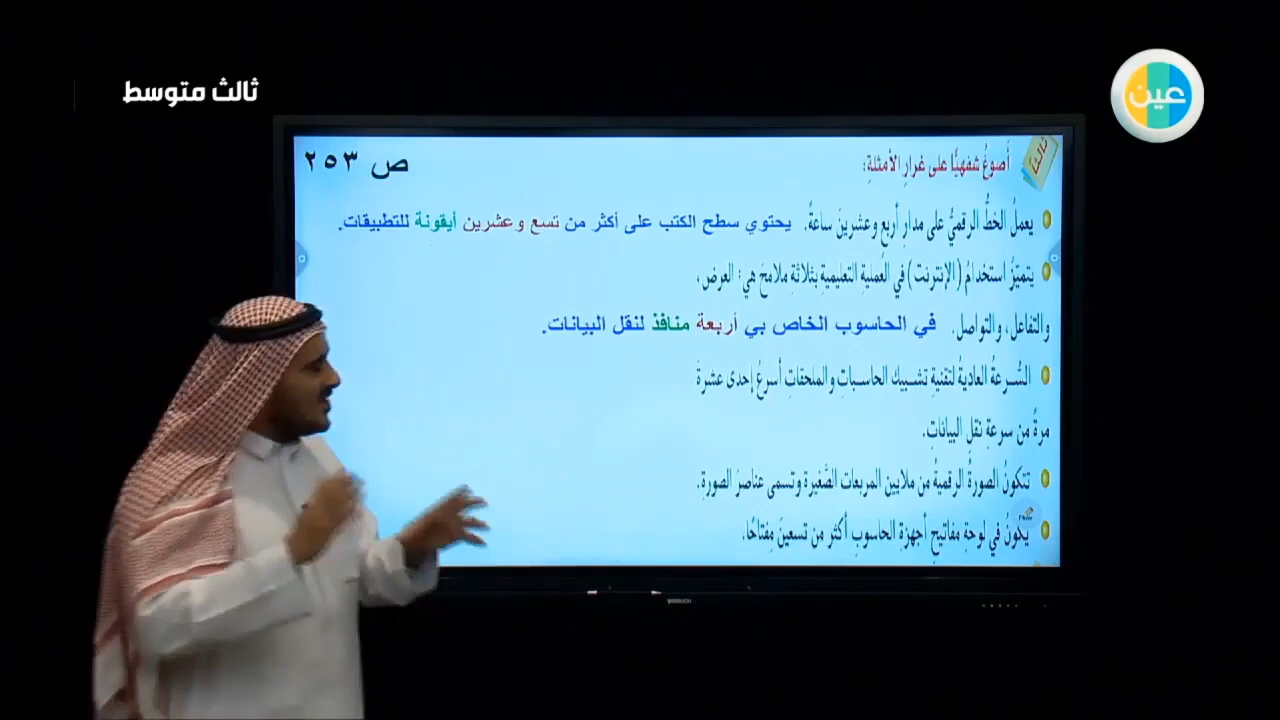 ثالث متوسط
عين
ثالثًا
أصوغُ شفهيًّا على غرارِ الأمثلةِ:
ص ٢٥٣
يعملُ الخطُّ الرقميُّ على مدارِ أربعٍ وعشرينَ ساعةً. يحتوي سطح الكتب على أكثر من تسع وعشرين أيقونة للتطبيقات.
يتميّزُ استخدامُ (الإنترنت) في العمليةِ التعليميةِ بثلاثةِ ملامحَ هي: العرض،
والتفاعل، والتواصل. في الحاسوب الخاص بي أربعة منافذ لنقل البيانات.
السُّرعةُ العاديةُ لتقنيةِ تشبيك الحاسباتِ والملحقاتِ أسرعُ إحدى عشرةَ
مرةً من سرعةِ نقلِ البياناتِ.
تتكونُ الصورةُ الرقميةُ من ملايين المربعات الصَّغيرة وتسمى عناصرَ الصورةِ.
يكونُ في لوحةِ مفاتيحِ أجهزةِ الحاسوبِ أكثر من تسعينَ مِفتاحًا.